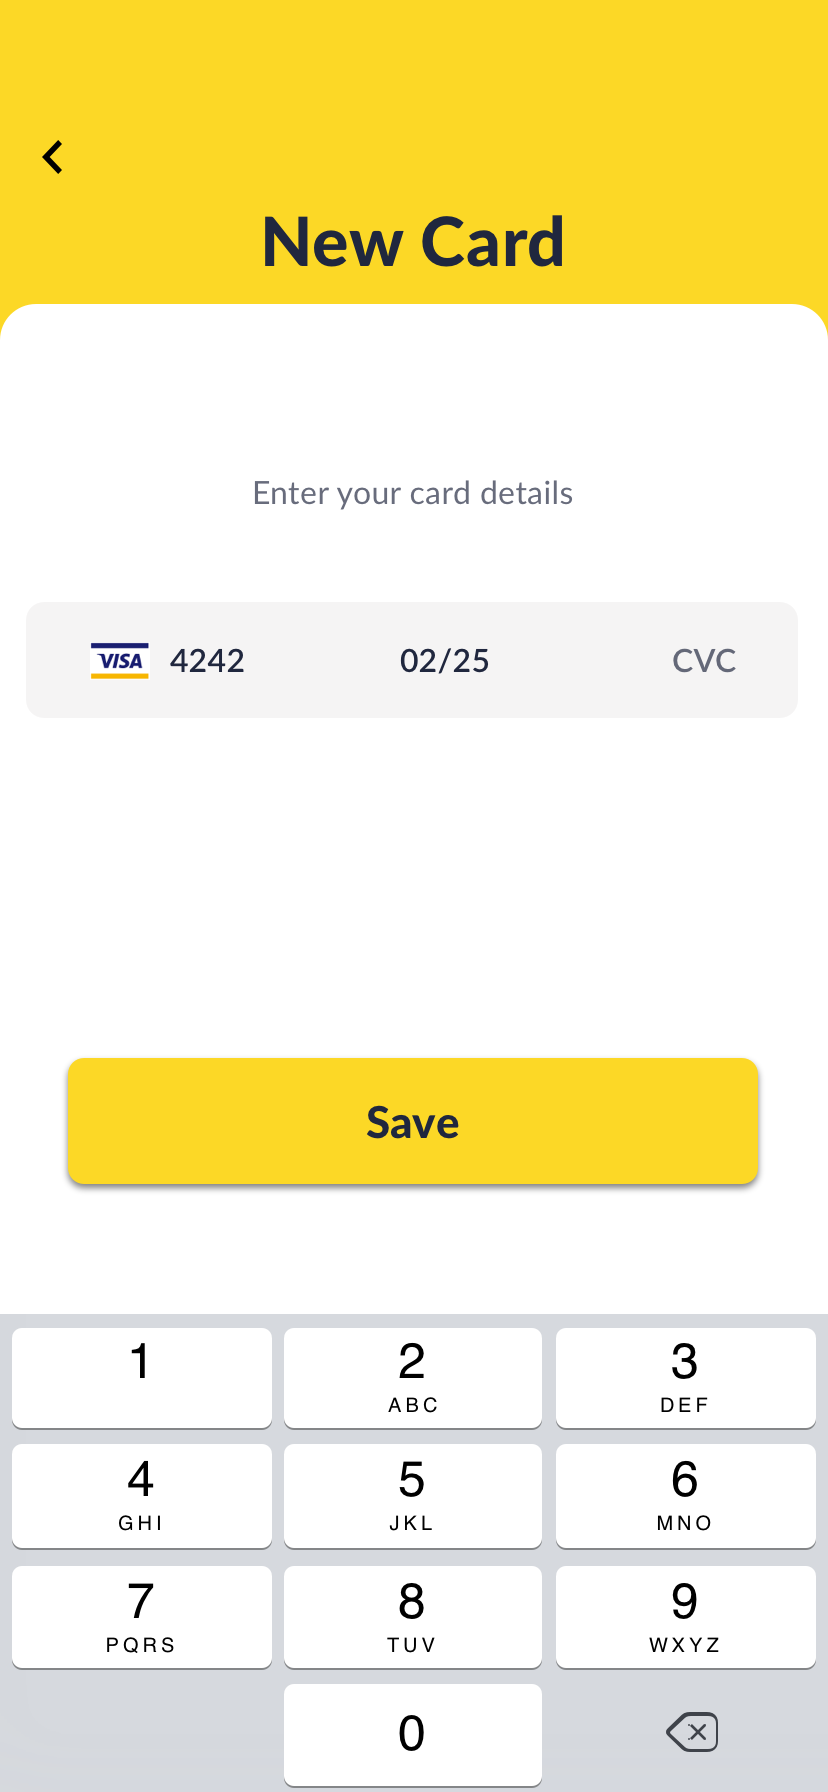 New Card
Enter your card details
VISA 4242 02/25 CVC
Save
1 2 3
ABC DEF
4 5 6
GHI JKL MNO
7 8 9
PQRS TUV WXYZ
0